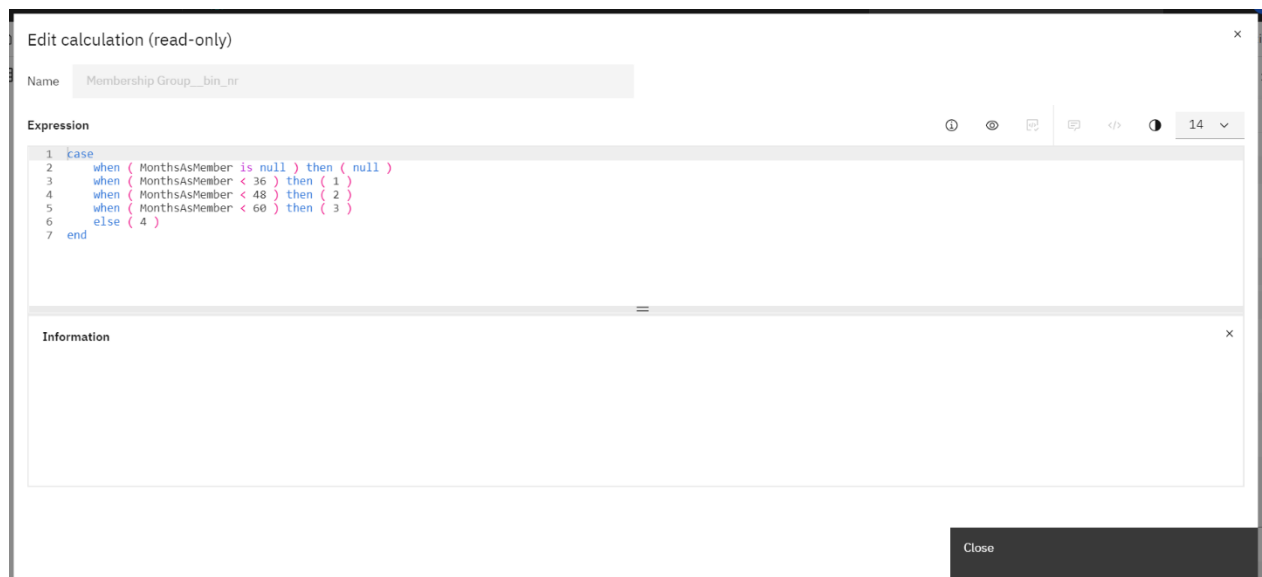 Edit calculation (read-only)
Name Membership Group__bin_nr
Expression 14
1 case
2 when ( MonthsAsMember is null ) then ( null )
3 when ( MonthsAsMember < 36 ) then ( 1 )
4 when ( MonthsAsMember < 48 ) then ( 2 )
5 when ( MonthsAsMember < 60 ) then ( 3 )
6 else ( 4 )
7 end
Information
Close